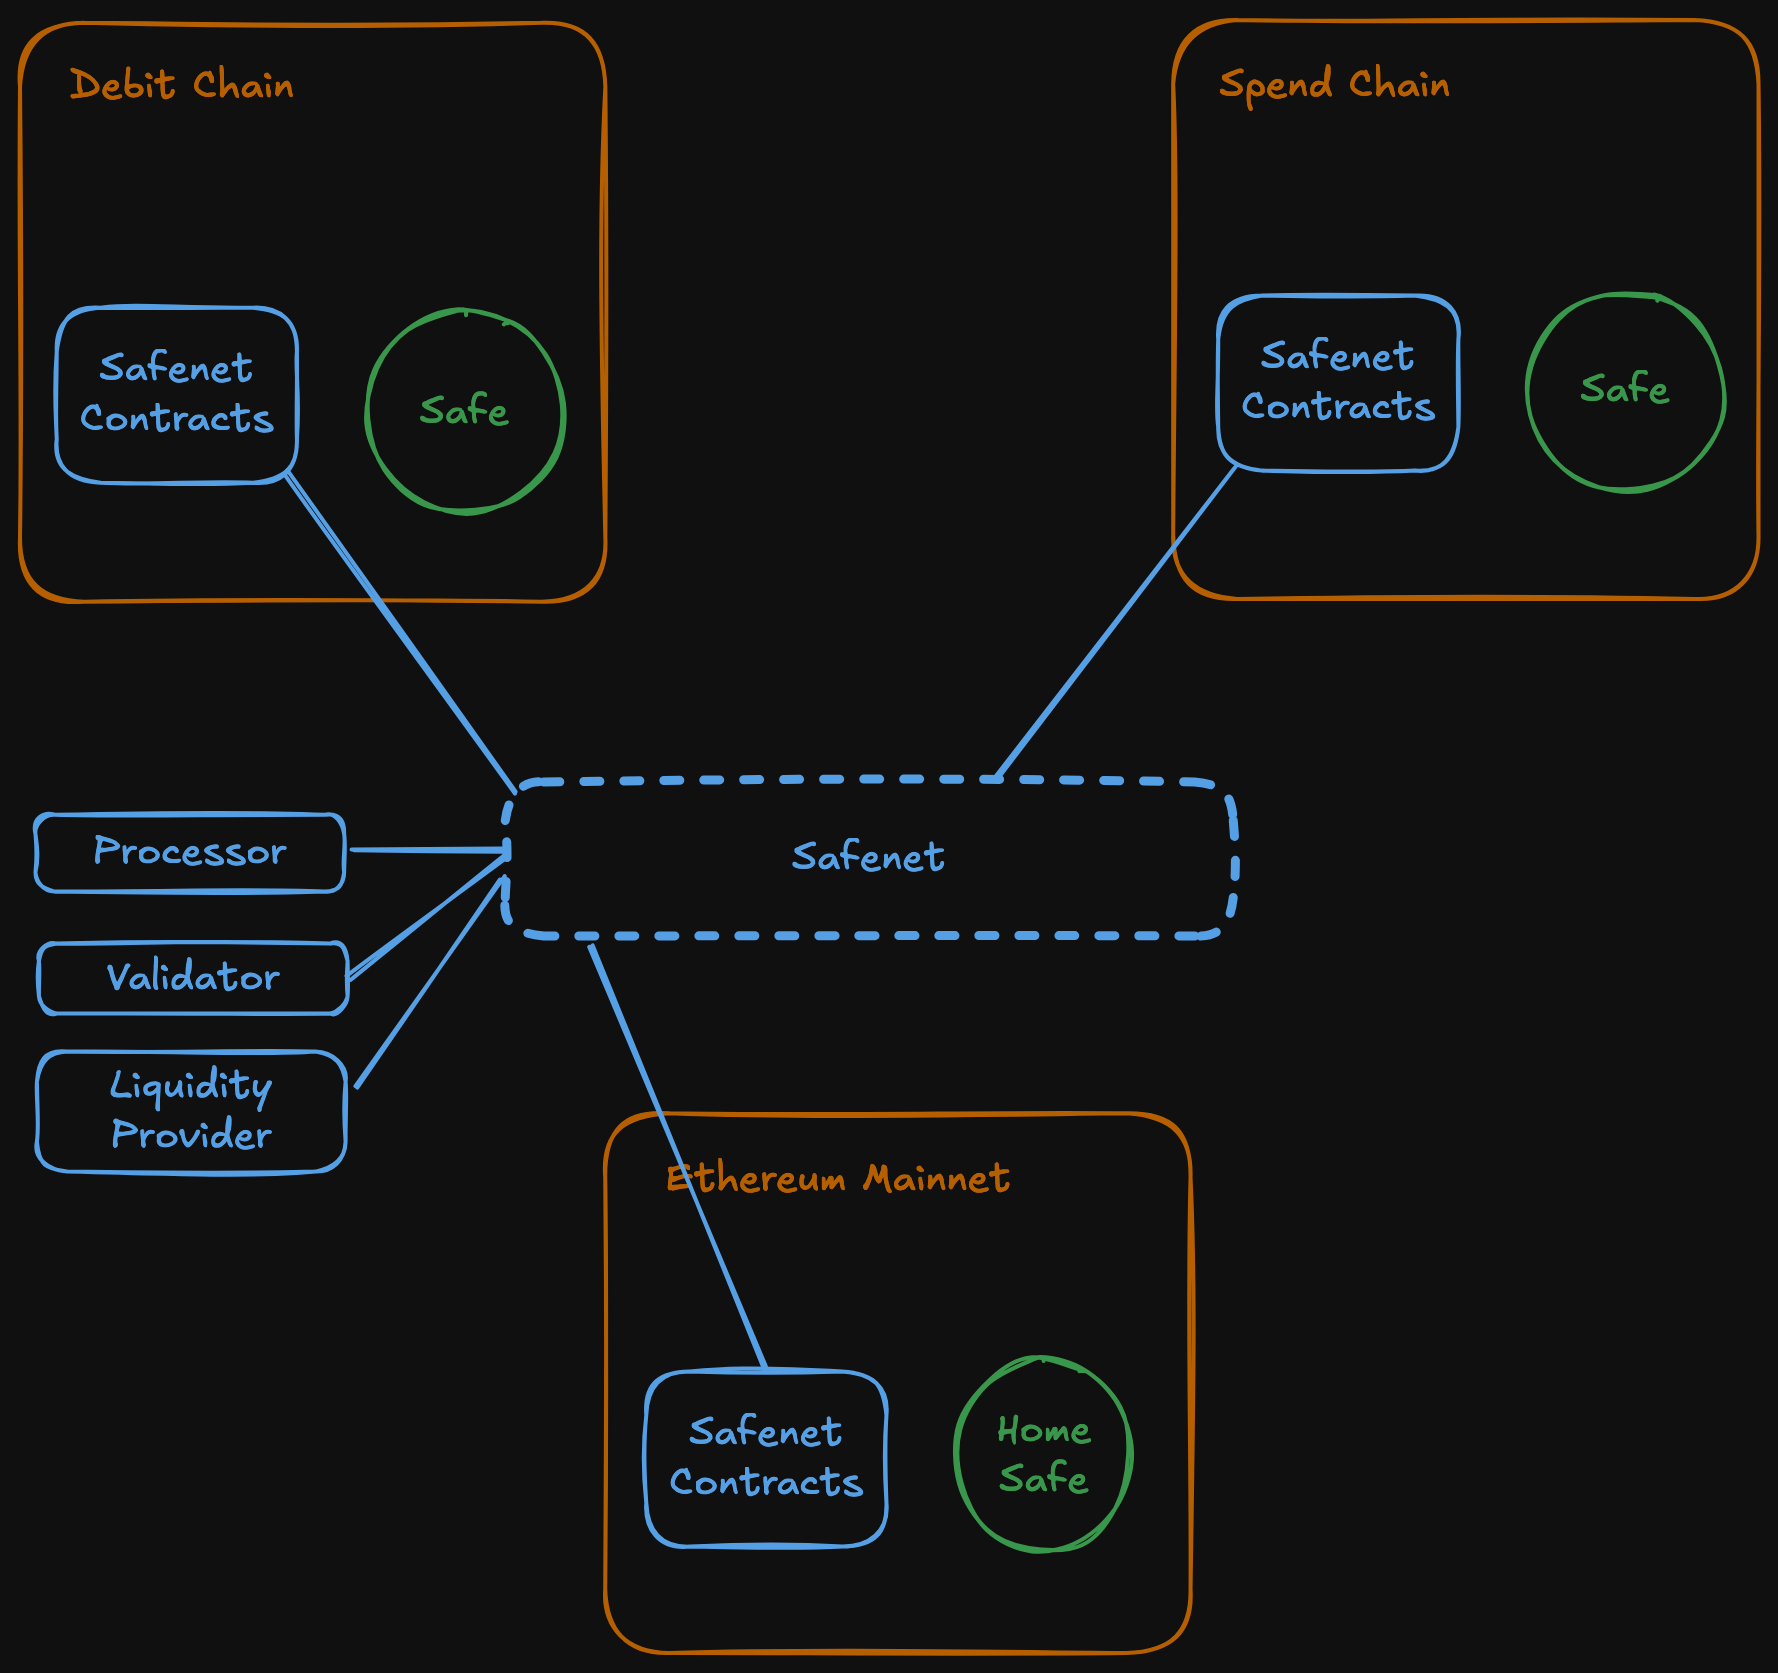 Debit Chain
Safenet
Contracts
Safe
Spend Chain
Safenet
Contracts
Safe
Safenet
Processor
Validator
Liquidity
Provider
Ethereum Mainnet
Safenet
Contracts
Home
Safe